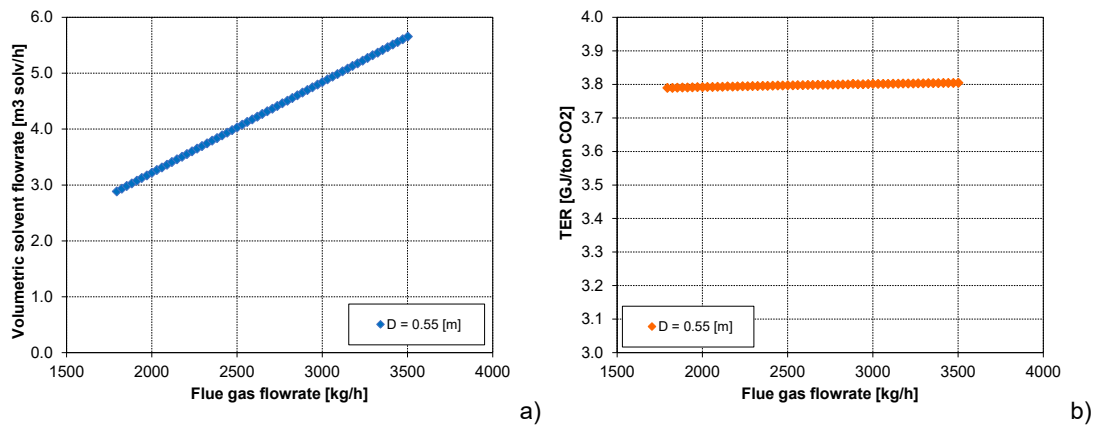 6.0
5.0
4.0
3.0
2.0
1.0
0.0
1500 2000 2500 3000 3500 4000
Volumetric solvent flowrate [m3 solv/h]
Flue gas flowrate [kg/h]
D = 0.55 [m]
a)
4.0
3.9
3.8
3.7
3.6
3.5
3.4
3.3
3.2
3.1
3.0
1500 2000 2500 3000 3500 4000
TER [GJ/ton CO2]
Flue gas flowrate [kg/h]
D = 0.55 [m]
b)